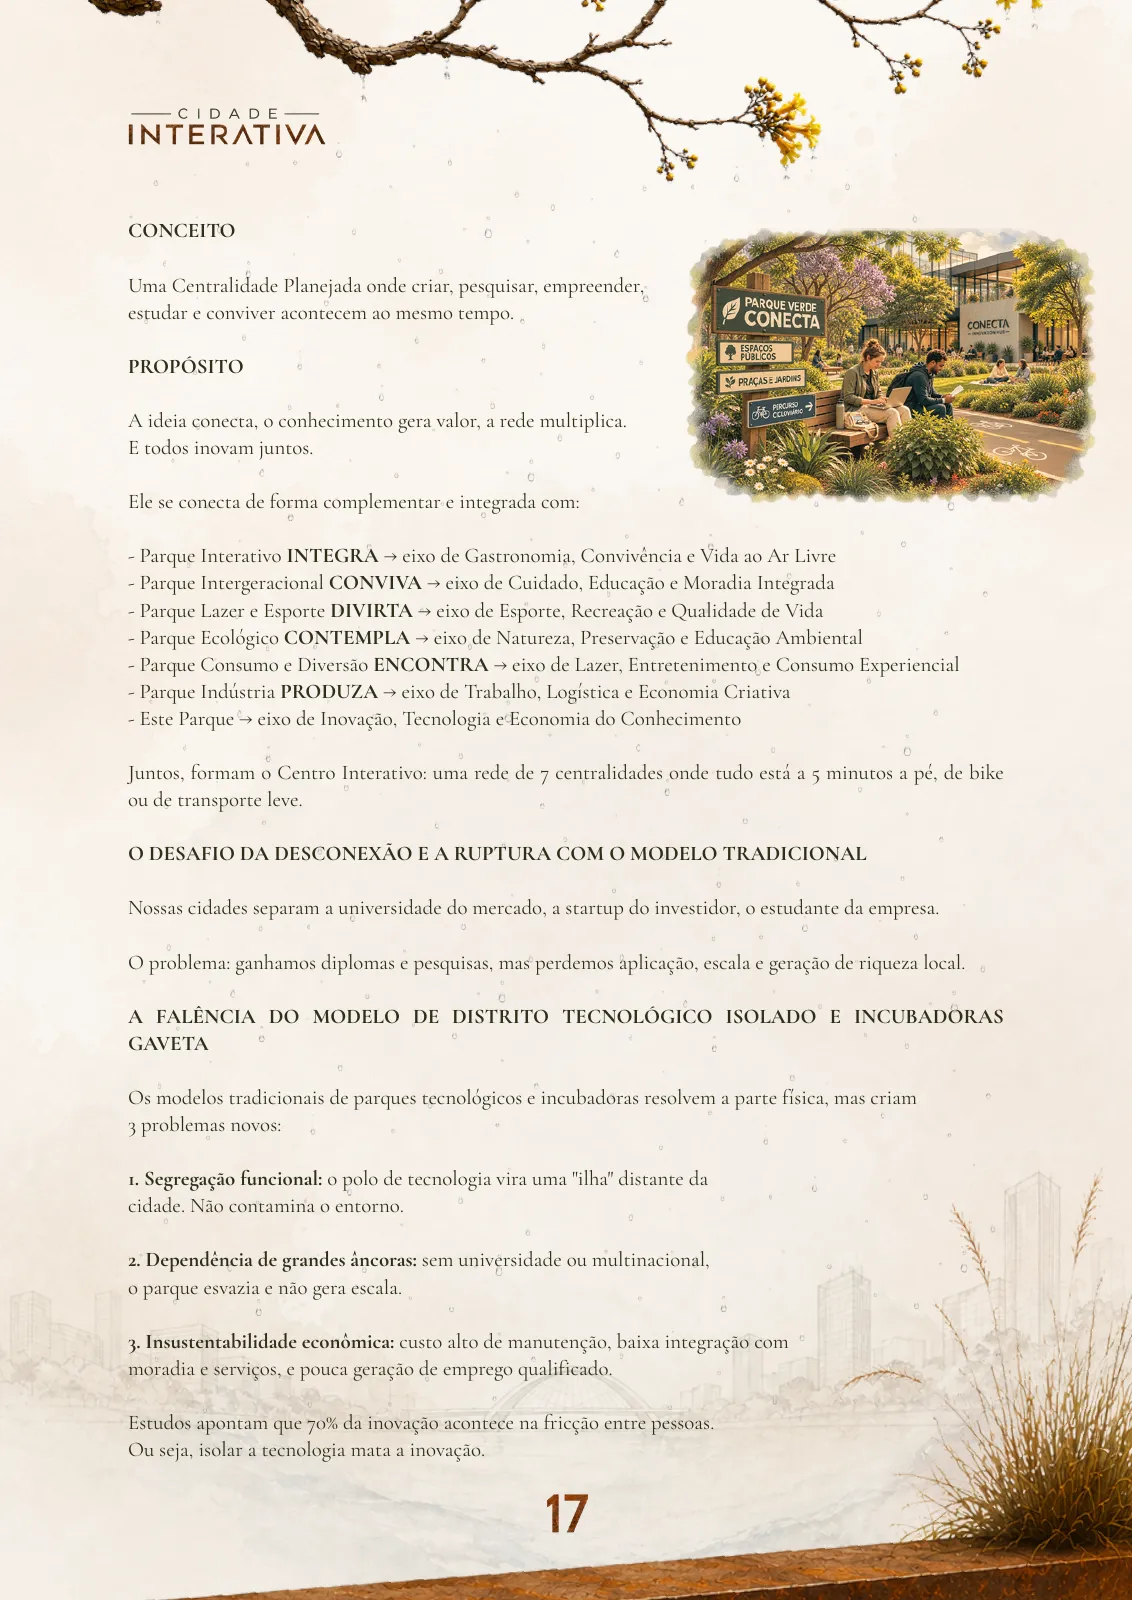 CIDADE
INTERATIVA
CONCEITO
Uma Centralidade Planejada onde criar, pesquisar, empreender,
estudar e conviver acontecem ao mesmo tempo.
PARQUE VERDE
CONECTA
ESPAÇOS
PÚBLICOS
PRAÇAS E JARDINS
PERCURSO
CICLOVIÁRIO
CONECTA
PROPÓSITO
A ideia conecta, o conhecimento gera valor, a rede multiplica.
E todos inovam juntos.
Ele se conecta de forma complementar e integrada com:
- Parque Interativo INTEGRA → eixo de Gastronomia, Convivência e Vida ao Ar Livre
- Parque Intergeracional CONVIVA → eixo de Cuidado, Educação e Moradia Integrada
- Parque Lazer e Esporte DIVIRTA → eixo de Esporte, Recreação e Qualidade de Vida
- Parque Ecológico CONTEMPLA → eixo de Natureza, Preservação e Educação Ambiental
- Parque Consumo e Diversão ENCONTRA → eixo de Lazer, Entretenimento e Consumo Experiencial
- Parque Indústria PRODUZA → eixo de Trabalho, Logística e Economia Criativa
- Este Parque → eixo de Inovação, Tecnologia e Economia do Conhecimento
Juntos, formam o Centro Interativo: uma rede de 7 centralidades onde tudo está a 5 minutos a pé, de bike
ou de transporte leve.
O DESAFIO DA DESCONEXÃO E A RUPTURA COM O MODELO TRADICIONAL
Nossas cidades separam a universidade do mercado, a startup do investidor, o estudante da empresa.
O problema: ganhamos diplomas e pesquisas, mas perdemos aplicação, escala e geração de riqueza local.
A FALÊNCIA DO MODELO DE DISTRITO TECNOLÓGICO ISOLADO E INCUBADORAS
GAVETA
Os modelos tradicionais de parques tecnológicos e incubadoras resolvem a parte física, mas criam
3 problemas novos:
1. Segregação funcional: o polo de tecnologia vira uma "ilha" distante da
cidade. Não contamina o entorno.
2. Dependência de grandes âncoras: sem universidade ou multinacional,
o parque esvazia e não gera escala.
3. Insustentabilidade econômica: custo alto de manutenção, baixa integração com
moradia e serviços, e pouca geração de emprego qualificado.
Estudos apontam que 70% da inovação acontece na fricção entre pessoas.
Ou seja, isolar a tecnologia mata a inovação.
17